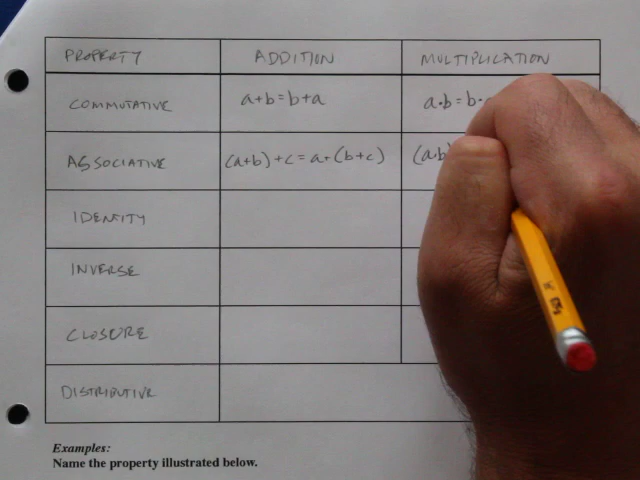 PROPERTY ADDITION MULTIPLICATION
COMMUTATIVE a+b=b+a a·b=b·
ASSOCIATIVE (a+b)+c=a+(b+c) (a·b)
IDENTITY
INVERSE
CLOSURE
DISTRIBUTIVE
Examples:
Name the property illustrated below.